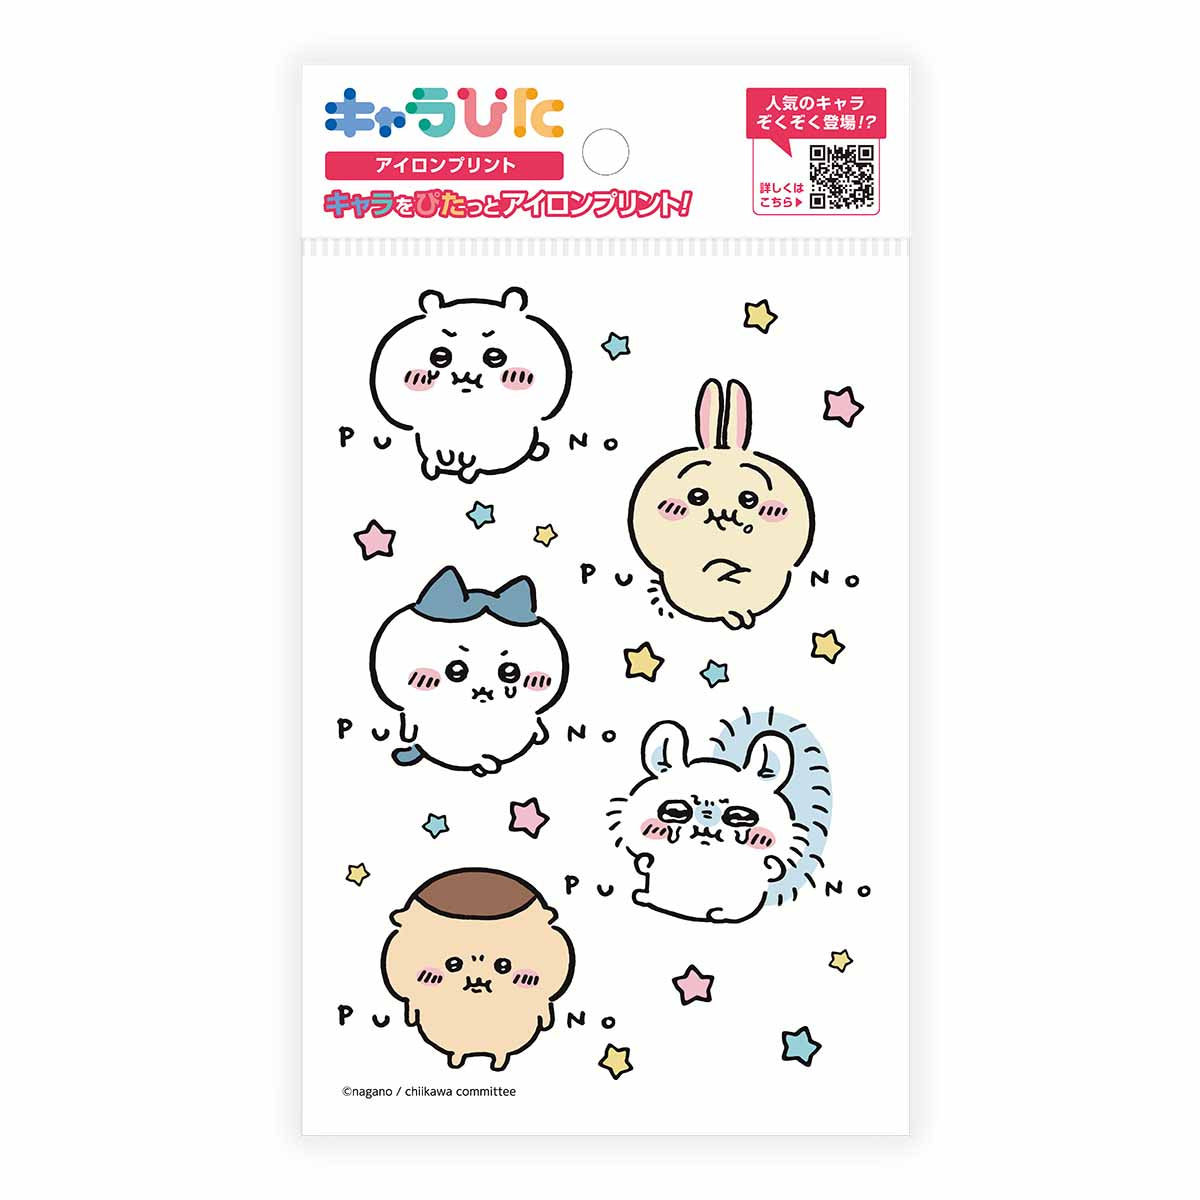 キャラぴた
アイロンプリント
キャラをぴたっとアイロンプリント!
人気のキャラ
ぞくぞく登場!?
詳しくは
こちら▶
PU NO
PU NO
PU NO
PU NO
PU NO
©nagano / chiikawa committee